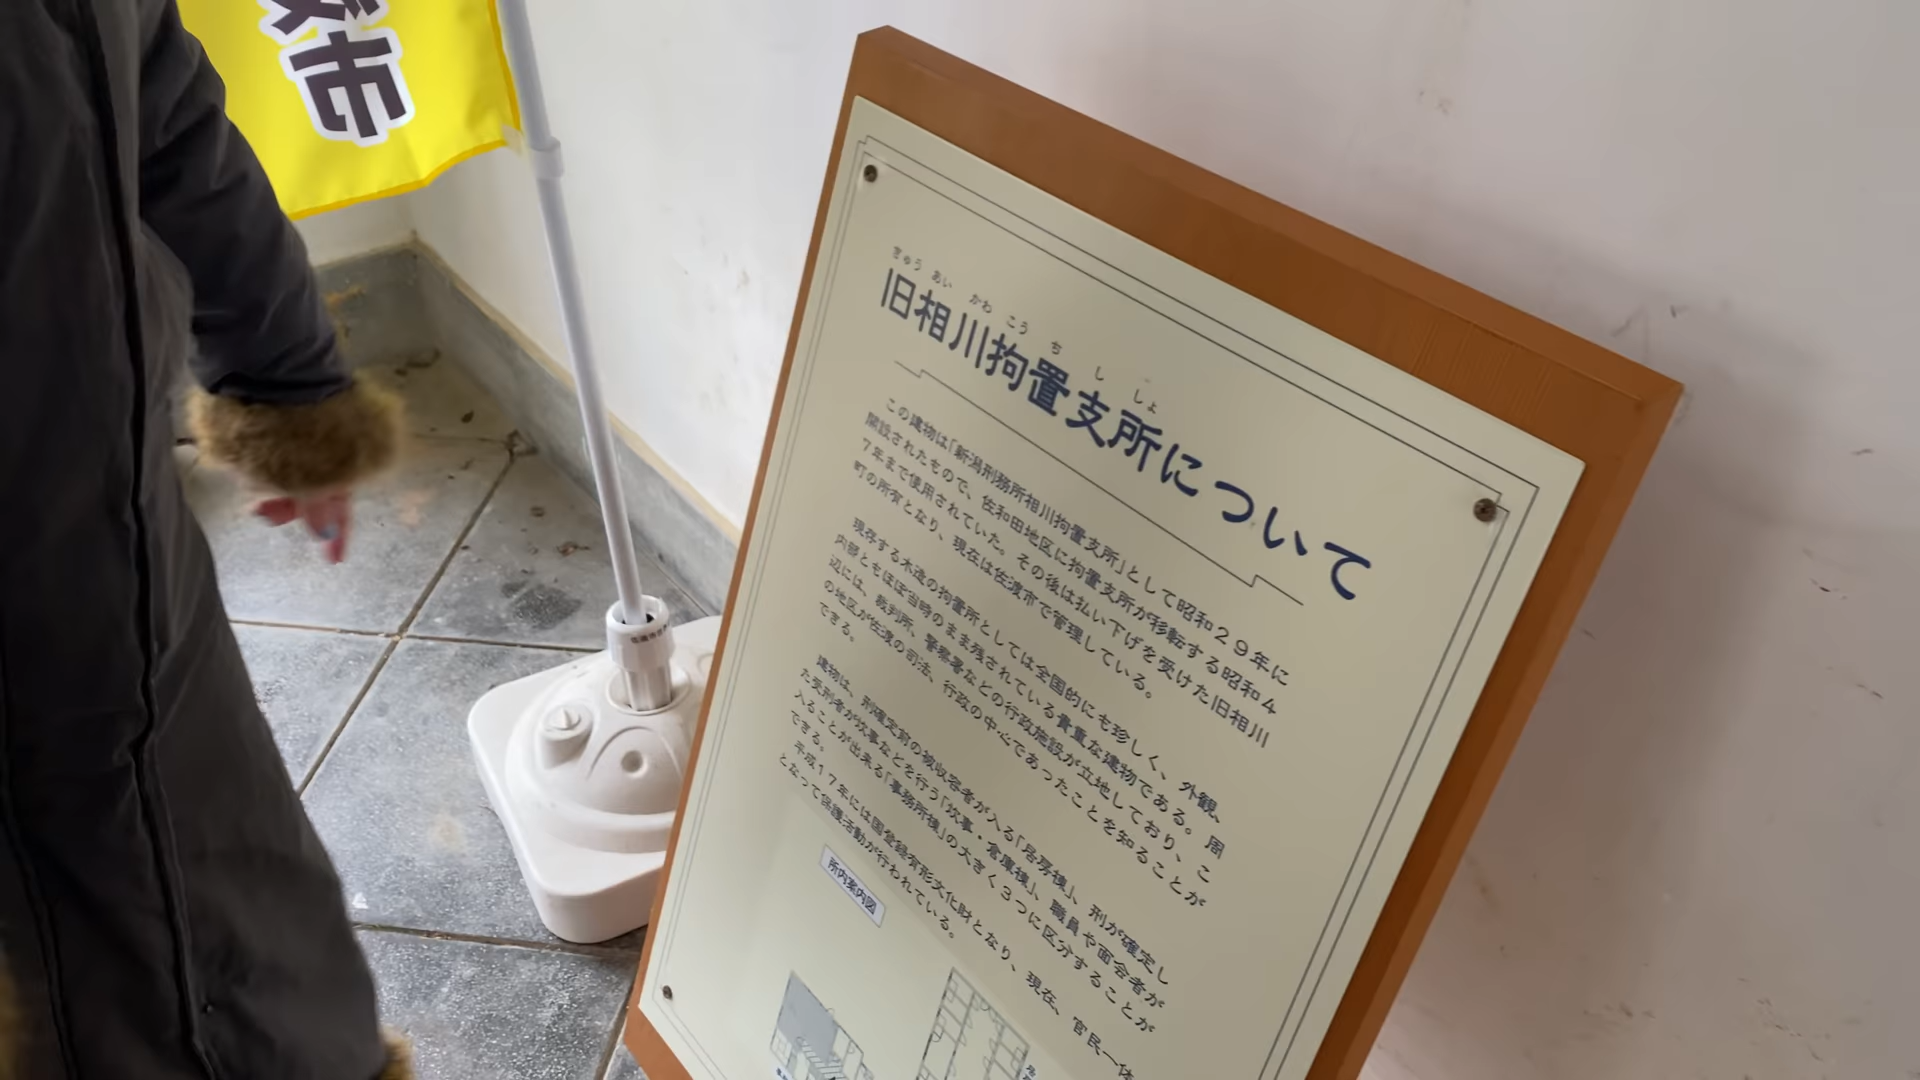 市
ぎゅう あい かわ こう ち し しょ
旧相川拘置支所について
この建物は「新潟刑務所相川拘置支所」として昭和29年に
開設されたもので、佐和田地区に拘置支所が移転する昭和4
7年まで使用されていた。その後は払い下げを受けた旧相川
町の所有となり、現在は佐渡市で管理している。
現存する木造の拘置所としては全国的にも珍しく、外観、
内部ともほぼ当時のまま残されている貴重な建物である。周
辺には、裁判所、警察署などの行政施設が立地しており、こ
の地区が佐渡の司法、行政の中心であったことを知ることが
できる。
建物は、刑確定前の被収容者が入る「居房棟」、刑が確定し
た受刑者が炊事などを行う「炊事・倉庫棟」、職員や面会者が
入ることが出来る「事務所棟」の大きく3つに区分することが
できる。
平成17年には国登録有形文化財となり、現在、官民一体
となって保護活動が行われている。
所内案内図